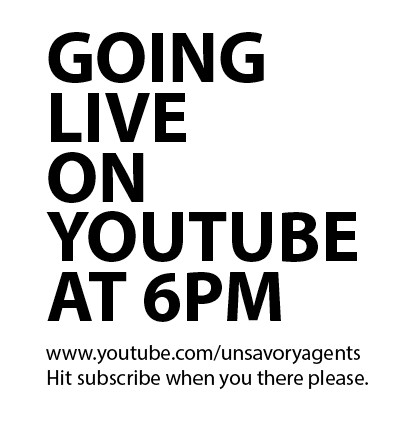 GOING
LIVE
ON
YOUTUBE
AT 6PM
www.youtube.com/unsavoryagents
Hit subscribe when you there please.